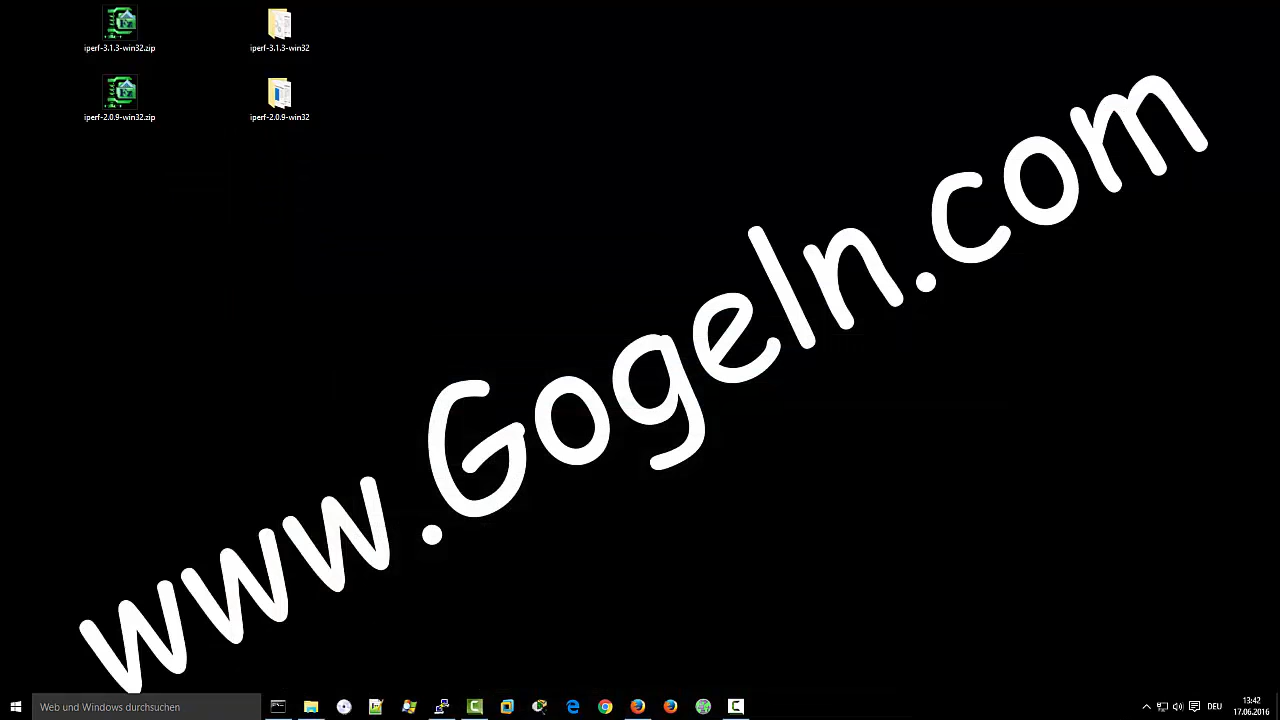 iperf-3.1.3-win32.zip
iperf-3.1.3-win32
iperf-2.0.9-win32.zip
iperf-2.0.9-win32
www.Gogeln.com
Web und Windows durchsuchen
DEU
13:42
17.06.2016